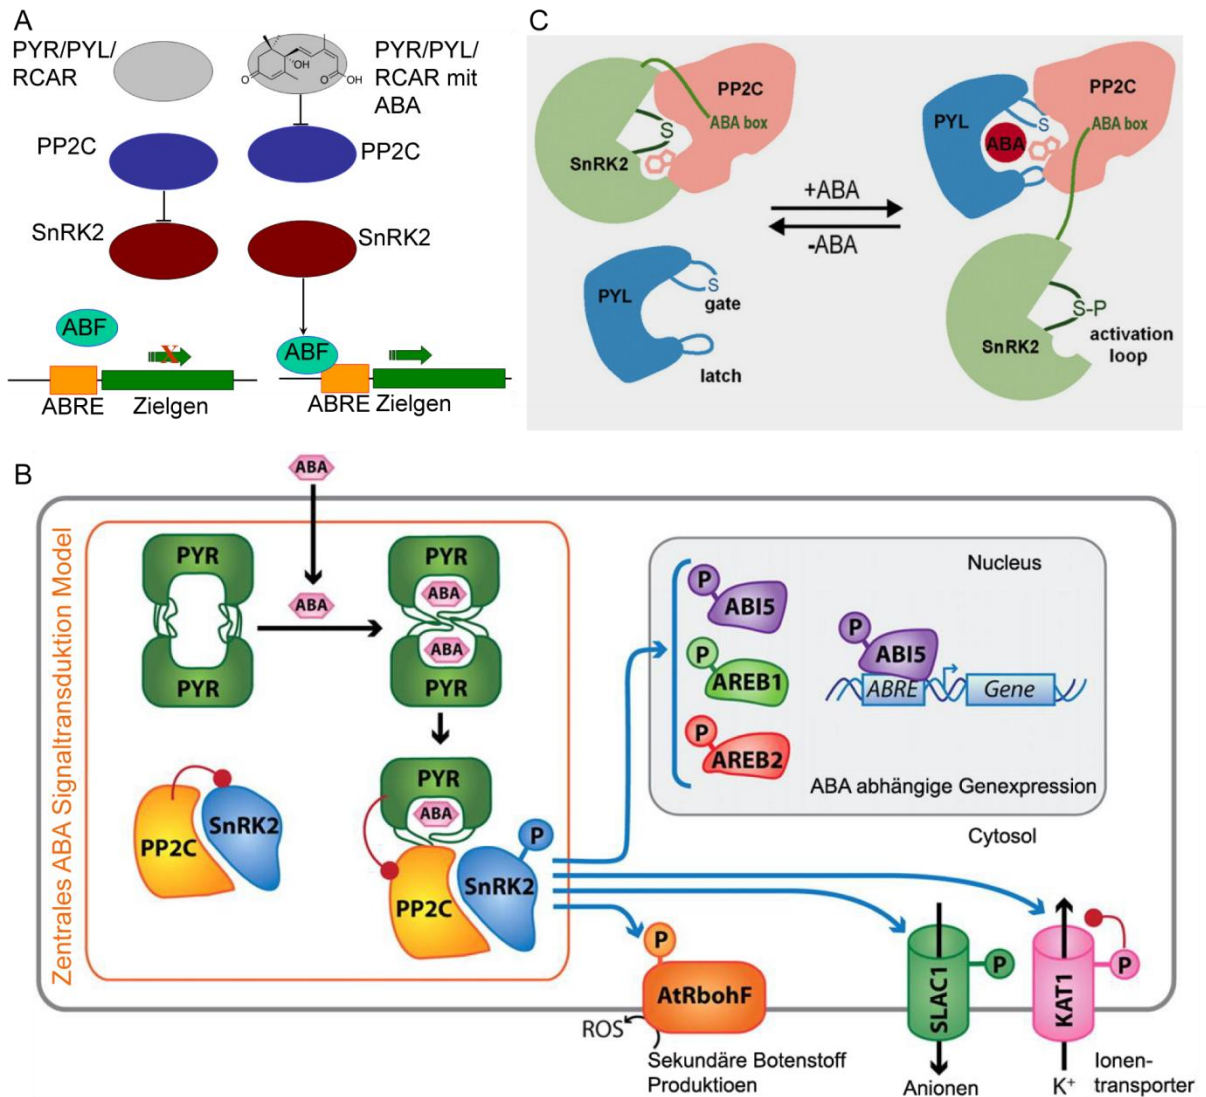 A
PYR/PYL/
RCAR
OH
O
O
OH
PYR/PYL/
RCAR mit
ABA
PP2C
PP2C
SnRK2
SnRK2
ABF
X
ABRE
Zielgen
ABF
ABRE
Zielgen
C
PP2C
ABA box
S
SnRK2
PYL
S
gate
latch
+ABA
-ABA
PP2C
PYL
S
ABA
ABA box
S-P
SnRK2
activation
loop
B
Zentrales ABA Signaltransduktion Model
ABA
PYR
PYR
ABA
PYR
ABA
ABA
PYR
PP2C
SnRK2
PYR
ABA
PP2C
SnRK2
P
Nucleus
P
ABI5
P
AREB1
P
AREB2
P
ABI5
ABRE
Gene
ABA abhängige Genexpression
Cytosol
P
AtRbohF
ROS
Sekundäre Botenstoff
Produktioen
SLAC1
P
Anionen
KAT1
P
K⁺
Ionen-
transporter